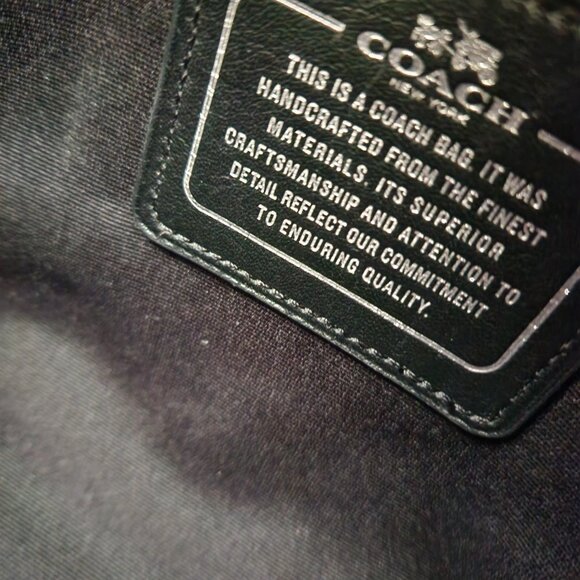 COACH
NEW YORK
THIS IS A COACH BAG. IT WAS
HANDCRAFTED FROM THE FINEST
MATERIALS. ITS SUPERIOR
CRAFTSMANSHIP AND ATTENTION TO
DETAIL REFLECT OUR COMMITMENT
TO ENDURING QUALITY.